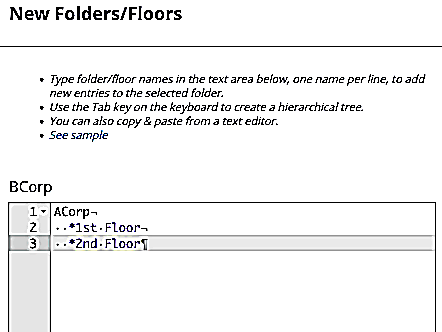 New Folders/Floors
• Type folder/floor names in the text area below, one name per line, to add
new entries to the selected folder.
• Use the Tab key on the keyboard to create a hierarchical tree.
• You can also copy & paste from a text editor.
• See sample
BCorp
1 ACorp¬
2 ··*1st·Floor¬
3 ··*2nd·Floor¶